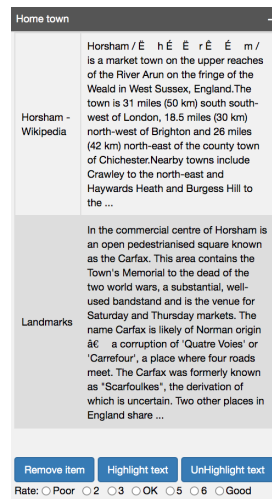 Home town
Horsham / Ë h É Ë r Ê É m /
is a market town on the upper reaches
of the River Arun on the fringe of the
Weald in West Sussex, England.The
town is 31 miles (50 km) south south-
Horsham - Wikipedia
west of London, 18.5 miles (30 km)
north-west of Brighton and 26 miles
(42 km) north-east of the county town
of Chichester.Nearby towns include
Crawley to the north-east and
Haywards Heath and Burgess Hill to
the ...
In the commercial centre of Horsham is
an open pedestrianised square known
as the Carfax. This area contains the
Town's Memorial to the dead of the
two world wars, a substantial, well-
used bandstand and is the venue for
Saturday and Thursday markets. The
Landmarks
name Carfax is likely of Norman origin
â€ a corruption of 'Quatre Voies' or
'Carrefour', a place where four roads
meet. The Carfax was formerly known
as "Scarfoulkes", the derivation of
which is uncertain. Two other places in
England share ...
Remove item Highlight text UnHighlight text
Rate: Poor 2 3 OK 5 6 Good